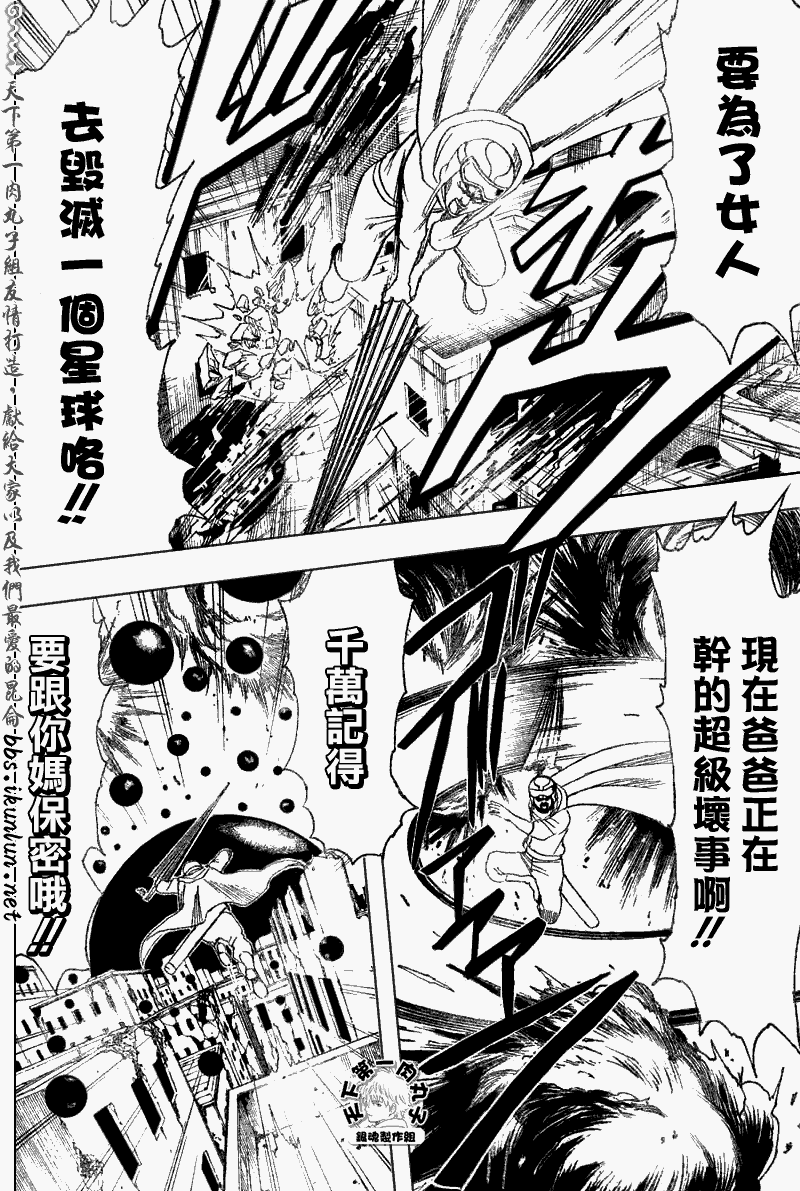 要為了女人
去毀滅一個星球咯!!
現在爸爸正在
幹的超級壞事啊!!
千萬記得
要跟你媽保密哦!!
天下第一肉丸子組友情打造。獻給大家以及我們最愛的昆侖 bbs.ikunlun.net
天下第一肉丸子
銀魂製作組